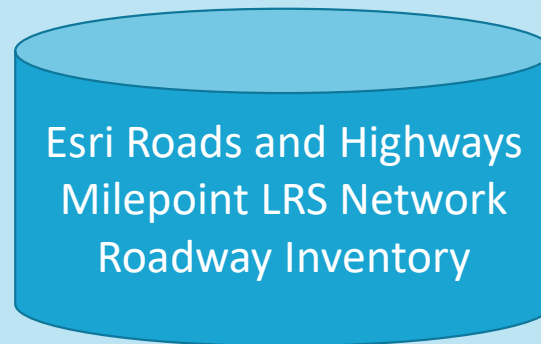 Esri Roads and Highways
Milepoint LRS Network
Roadway Inventory